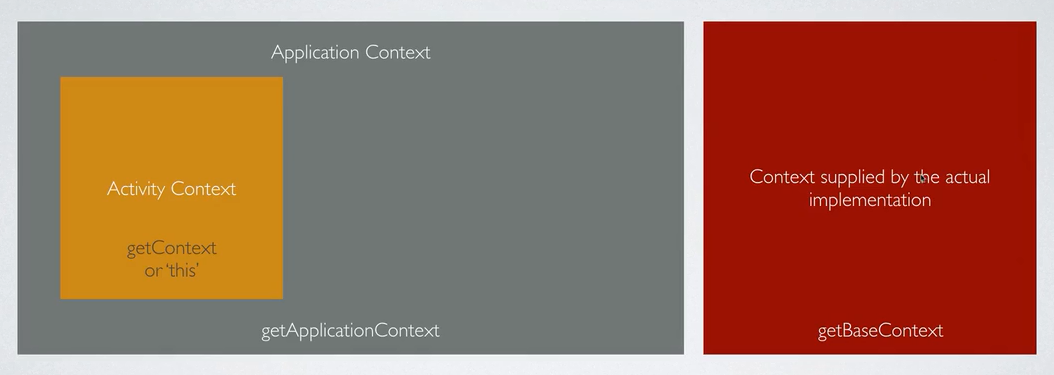 Application Context
Activity Context
getContext
or ‘this’
getApplicationContext
Context supplied by the actual
implementation
getBaseContext